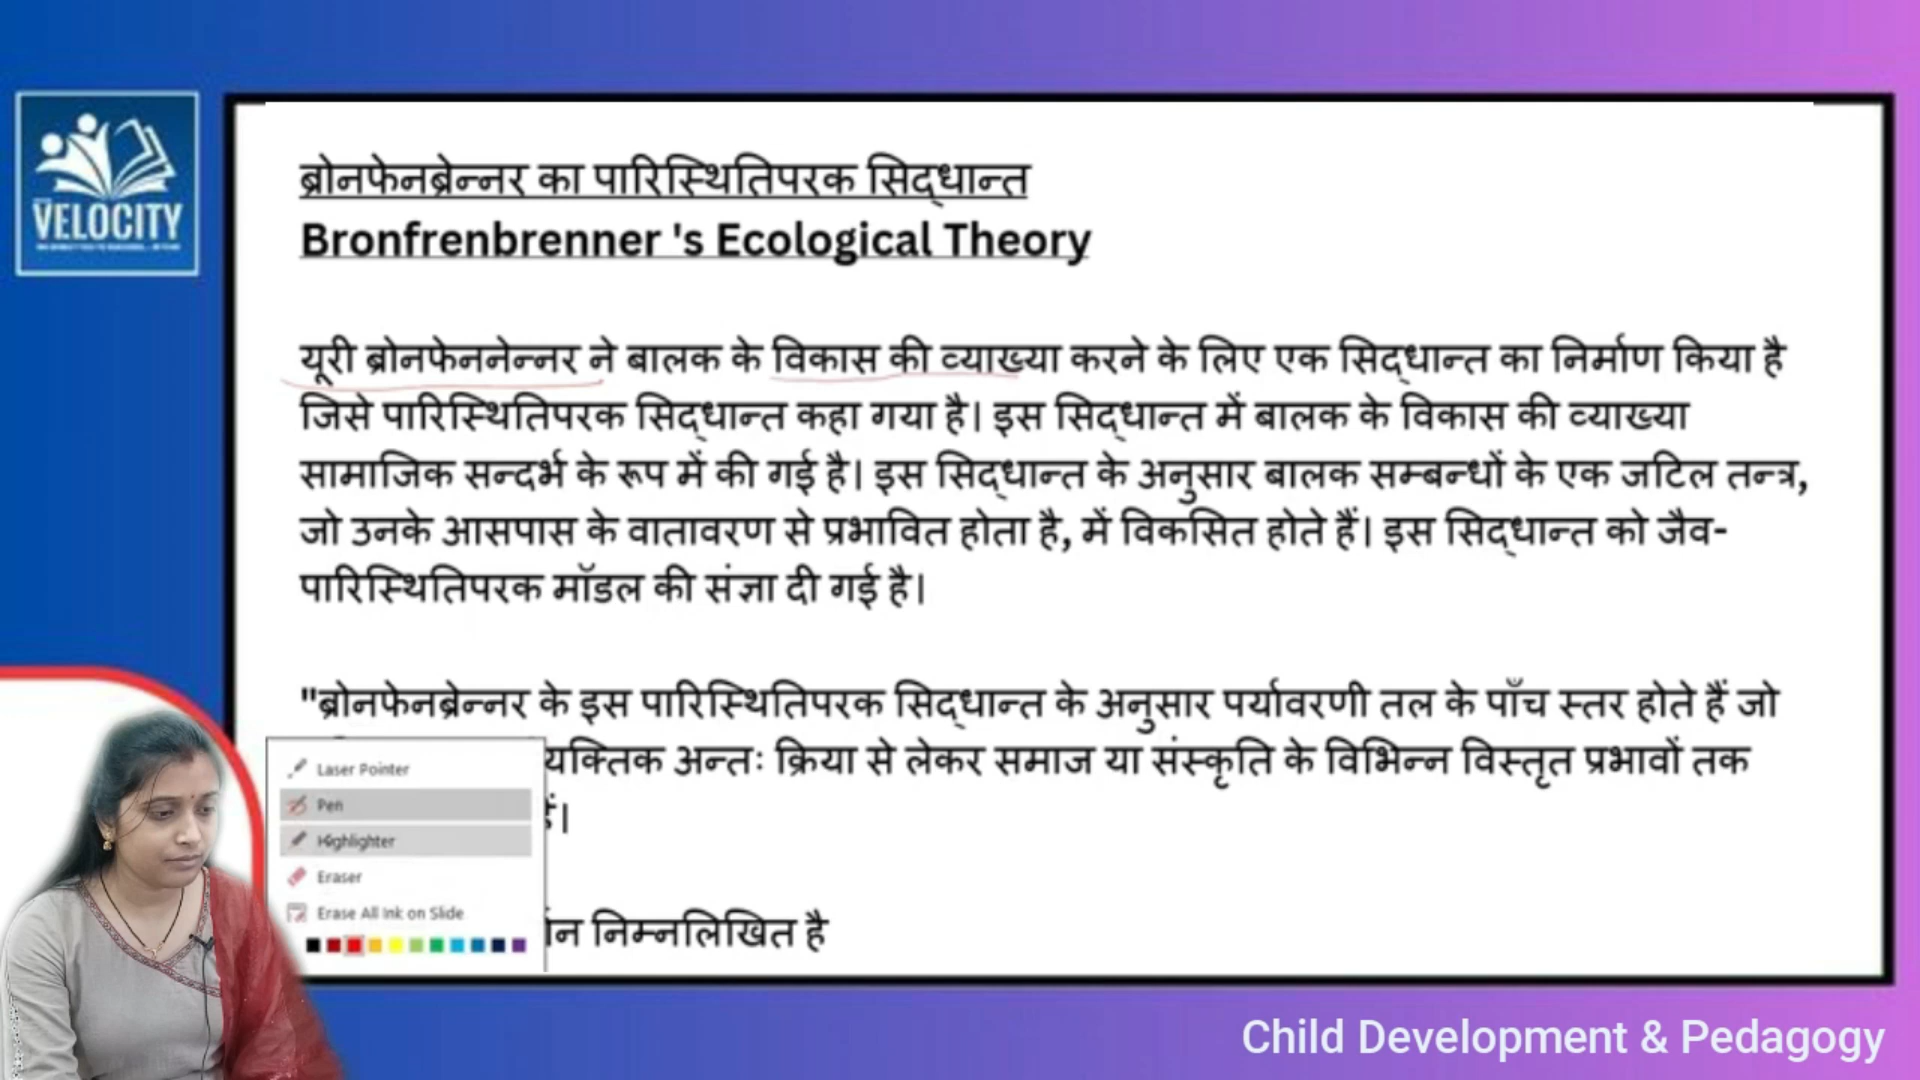 VELOCITY
ब्रोनफेनब्रेन्नर का पारिस्थितिपरक सिद्धान्त
Bronfrenbrenner 's Ecological Theory
यूरी ब्रोनफेननेन्नर ने बालक के विकास की व्याख्या करने के लिए एक सिद्धान्त का निर्माण किया है
जिसे पारिस्थितिपरक सिद्धान्त कहा गया है। इस सिद्धान्त में बालक के विकास की व्याख्या
सामाजिक सन्दर्भ के रूप में की गई है। इस सिद्धान्त के अनुसार बालक सम्बन्धों के एक जटिल तन्त्र,
जो उनके आसपास के वातावरण से प्रभावित होता है, में विकसित होते हैं। इस सिद्धान्त को जैव-
पारिस्थितिपरक मॉडल की संज्ञा दी गई है।
"ब्रोनफेनब्रेन्नर के इस पारिस्थितिपरक सिद्धान्त के अनुसार पर्यावरणी तल के पाँच स्तर होते हैं जो
अन्तः क्रिया से लेकर समाज या संस्कृति के विभिन्न विस्तृत प्रभावों तक
निम्नलिखित है
Laser Pointer
Pen
Highlighter
Eraser
Erase All Ink on Slide
Child Development & Pedagogy